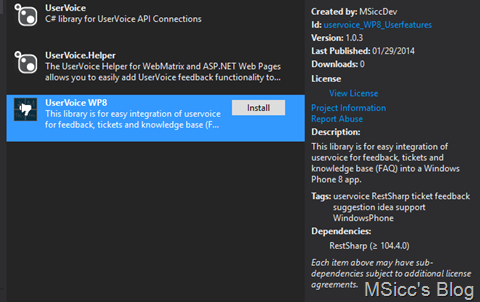 UserVoice
C# library for UserVoice API Connections
UserVoice.Helper
The UserVoice Helper for WebMatrix and ASP.NET Web Pages
allows you to easily add UserVoice feedback functionality to...
UserVoice WP8
This library is for easy integration of uservoice
for feedback, tickets and knowledge base (F...
Install
Created by: MSiccDev
Id: uservoice_WP8_Userfeatures
Version: 1.0.3
Last Published: 01/29/2014
Downloads: 0
License
View License
Project Information
Report Abuse
Description:
This library is for easy integration of
uservoice for feedback, tickets and
knowledge base (FAQ) into a Windows
Phone 8 app.
Tags: uservoice RestSharp ticket feedback
suggestion idea support
WindowsPhone
Dependencies:
RestSharp (≥ 104.4.0)
Each item above may have sub-
dependencies subject to additional license
agreements.
MSicc's Blog